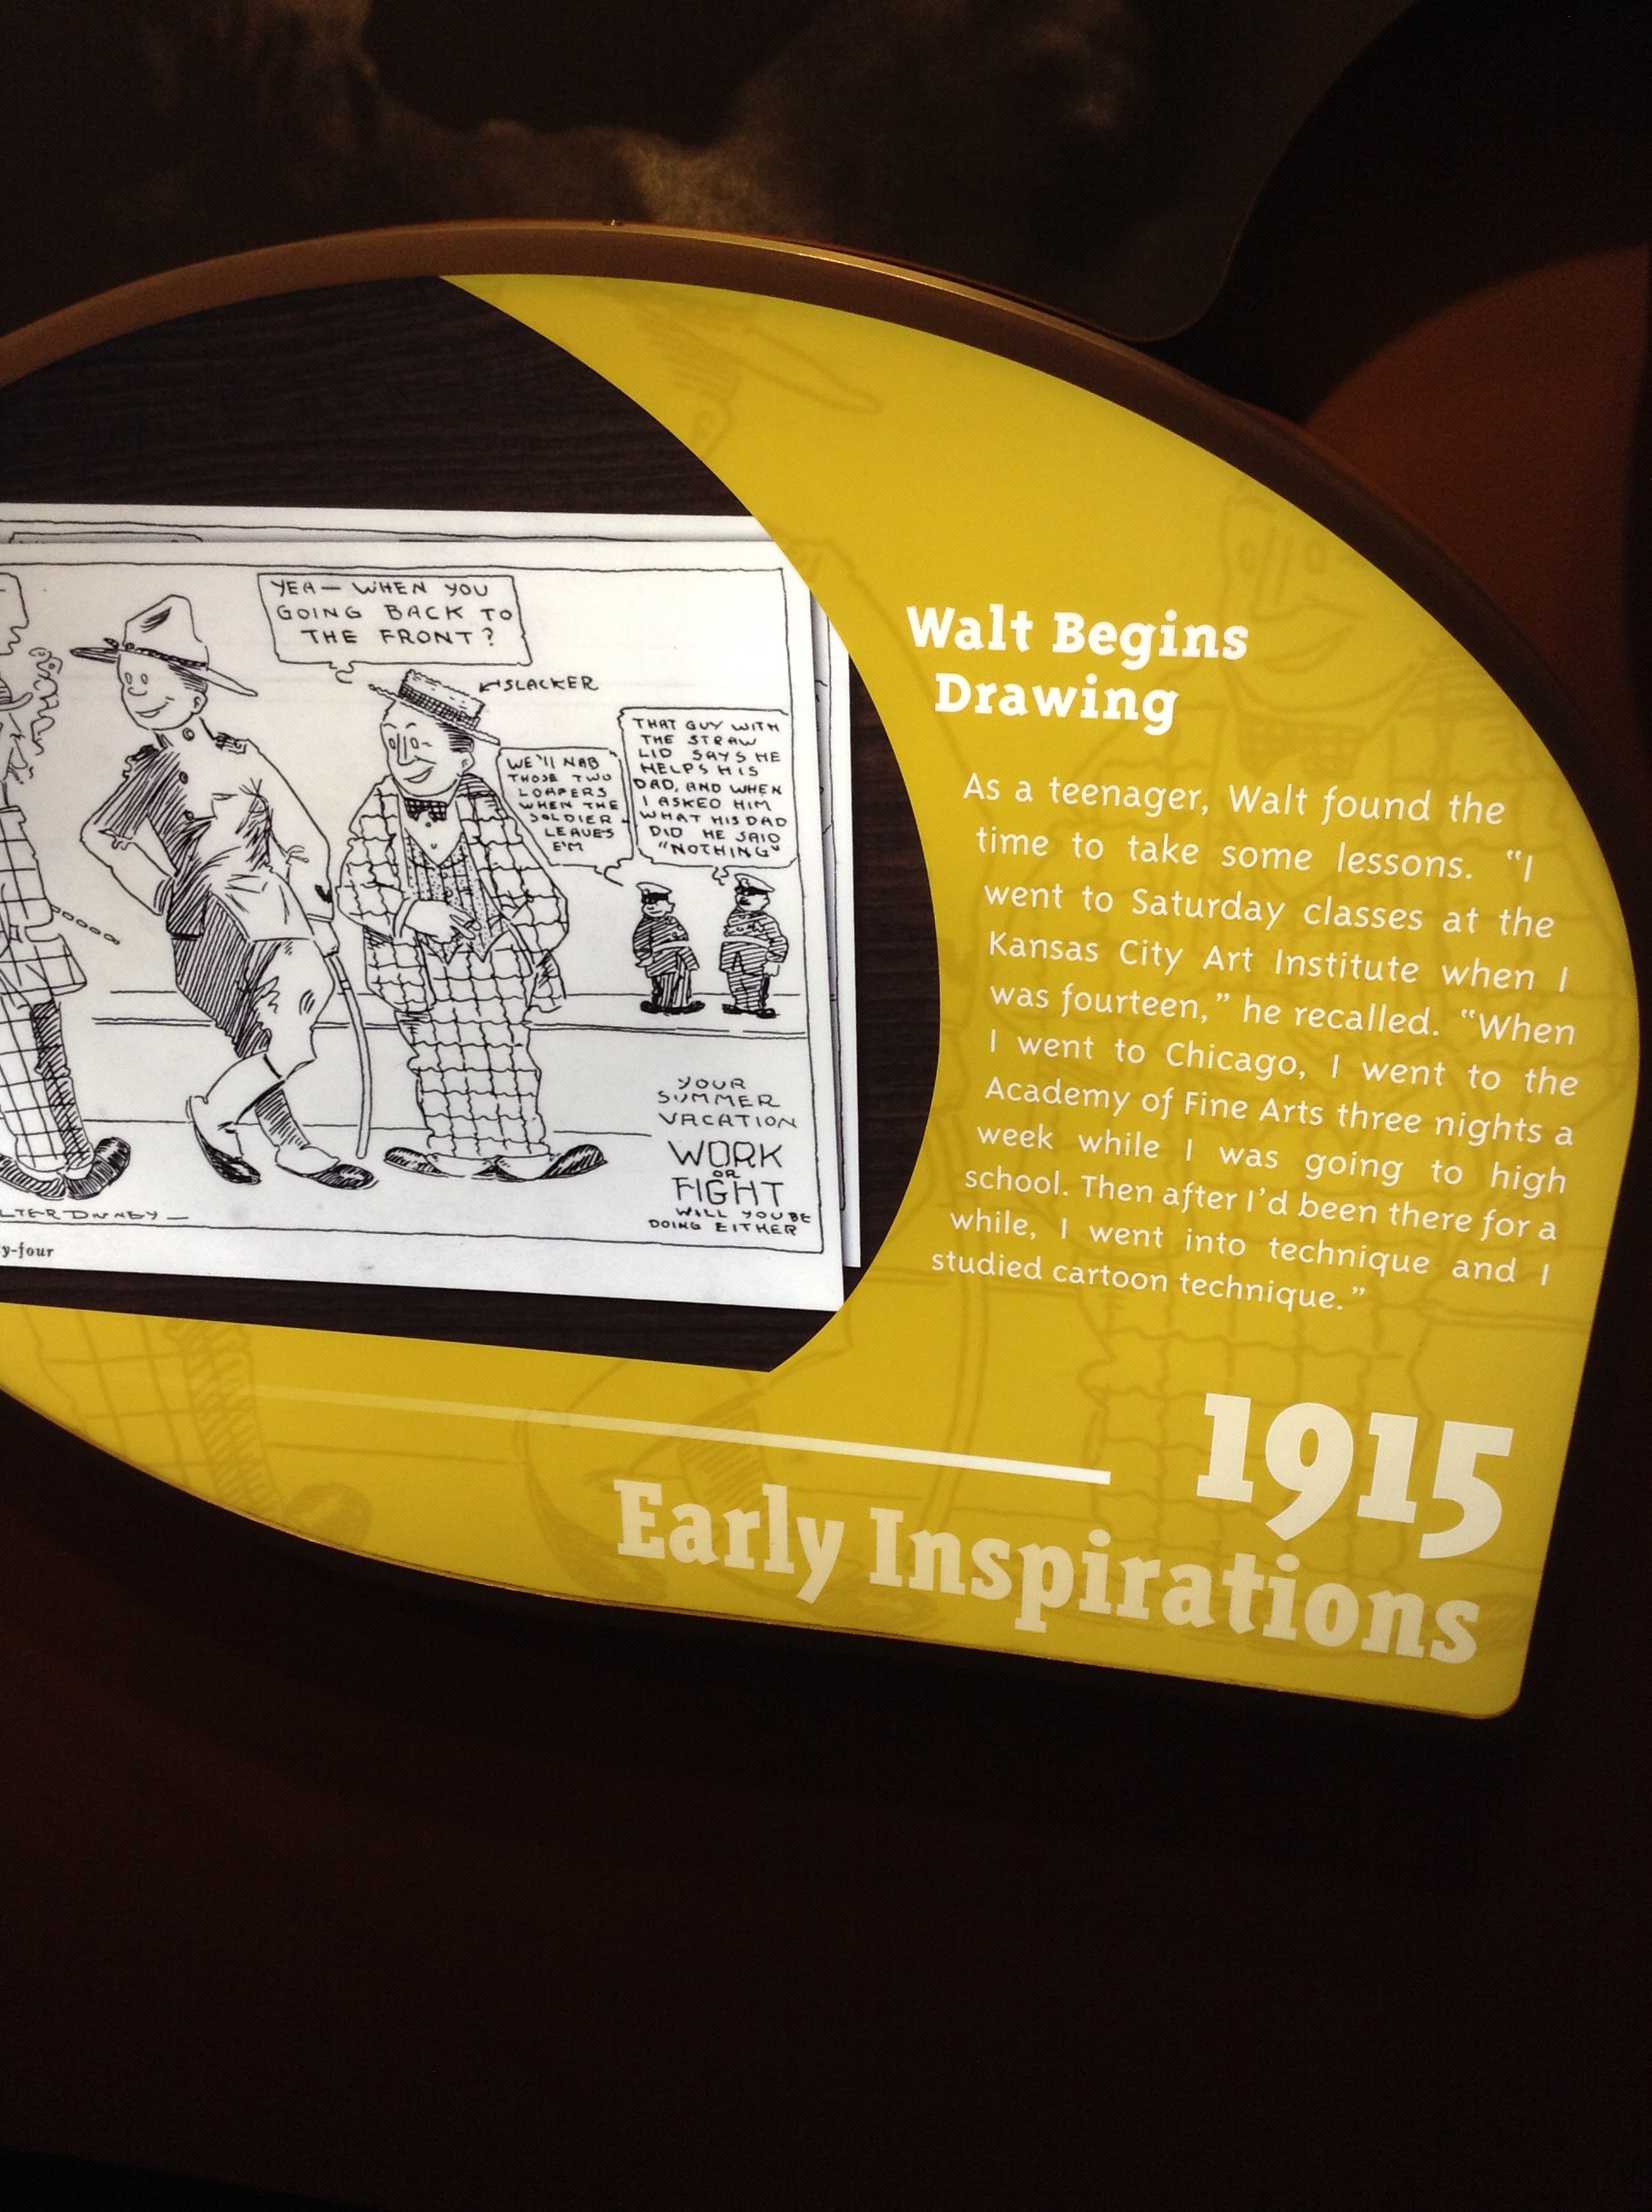 YEA— WHEN YOU
GOING BACK TO
THE FRONT?
SLACKER
WE'll NAB
THOSE TWO
LOAFERS
WHEN THE
SOLDIER
LEAVES
E'M
THAT GUY WITH
THE STRAW
LID SAYS HE
HELPS HIS
DAD, AND WHEN
I ASKED HIM
WHAT HIS DAD
DID HE SAID
"NOTHING"
YOUR
SUMMER
VACATION
WORK
OR
FIGHT
WILL YOU BE
DOING EITHER
LTER DISNEY—
y-four
Walt Begins
Drawing
As a teenager, Walt found the
time to take some lessons. “I
went to Saturday classes at the
Kansas City Art Institute when I
was fourteen,” he recalled. “When
I went to Chicago, I went to the
Academy of Fine Arts three nights a
week while I was going to high
school. Then after I’d been there for a
while, I went into technique and I
studied cartoon technique.”
1915
Early Inspirations